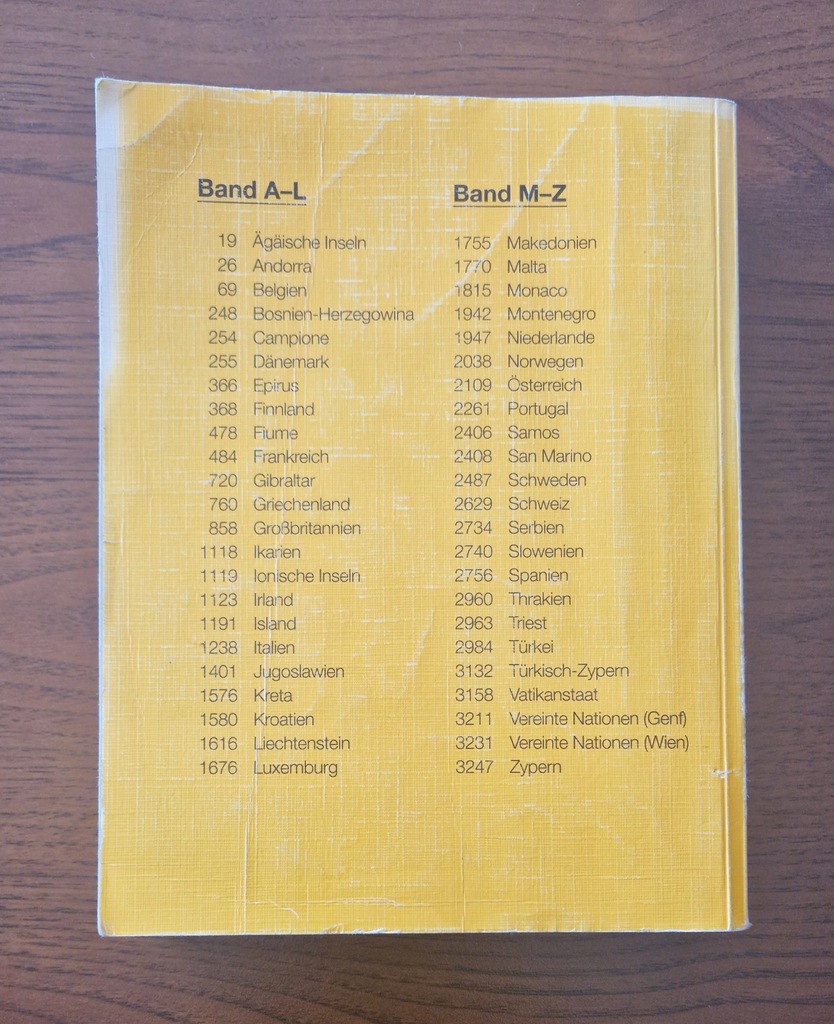 Band A–L
19 Ägäische Inseln
26 Andorra
69 Belgien
248 Bosnien-Herzegowina
254 Campione
255 Dänemark
366 Epirus
368 Finnland
478 Fiume
484 Frankreich
720 Gibraltar
760 Griechenland
858 Großbritannien
1118 Ikarien
1119 Ionische Inseln
1123 Irland
1191 Island
1238 Italien
1401 Jugoslawien
1576 Kreta
1580 Kroatien
1616 Liechtenstein
1676 Luxemburg
Band M–Z
1755 Makedonien
1770 Malta
1815 Monaco
1942 Montenegro
1947 Niederlande
2038 Norwegen
2109 Österreich
2261 Portugal
2406 Samos
2408 San Marino
2487 Schweden
2629 Schweiz
2734 Serbien
2740 Slowenien
2756 Spanien
2960 Thrakien
2963 Triest
2984 Türkei
3132 Türkisch-Zypern
3158 Vatikanstaat
3211 Vereinte Nationen (Genf)
3231 Vereinte Nationen (Wien)
3247 Zypern